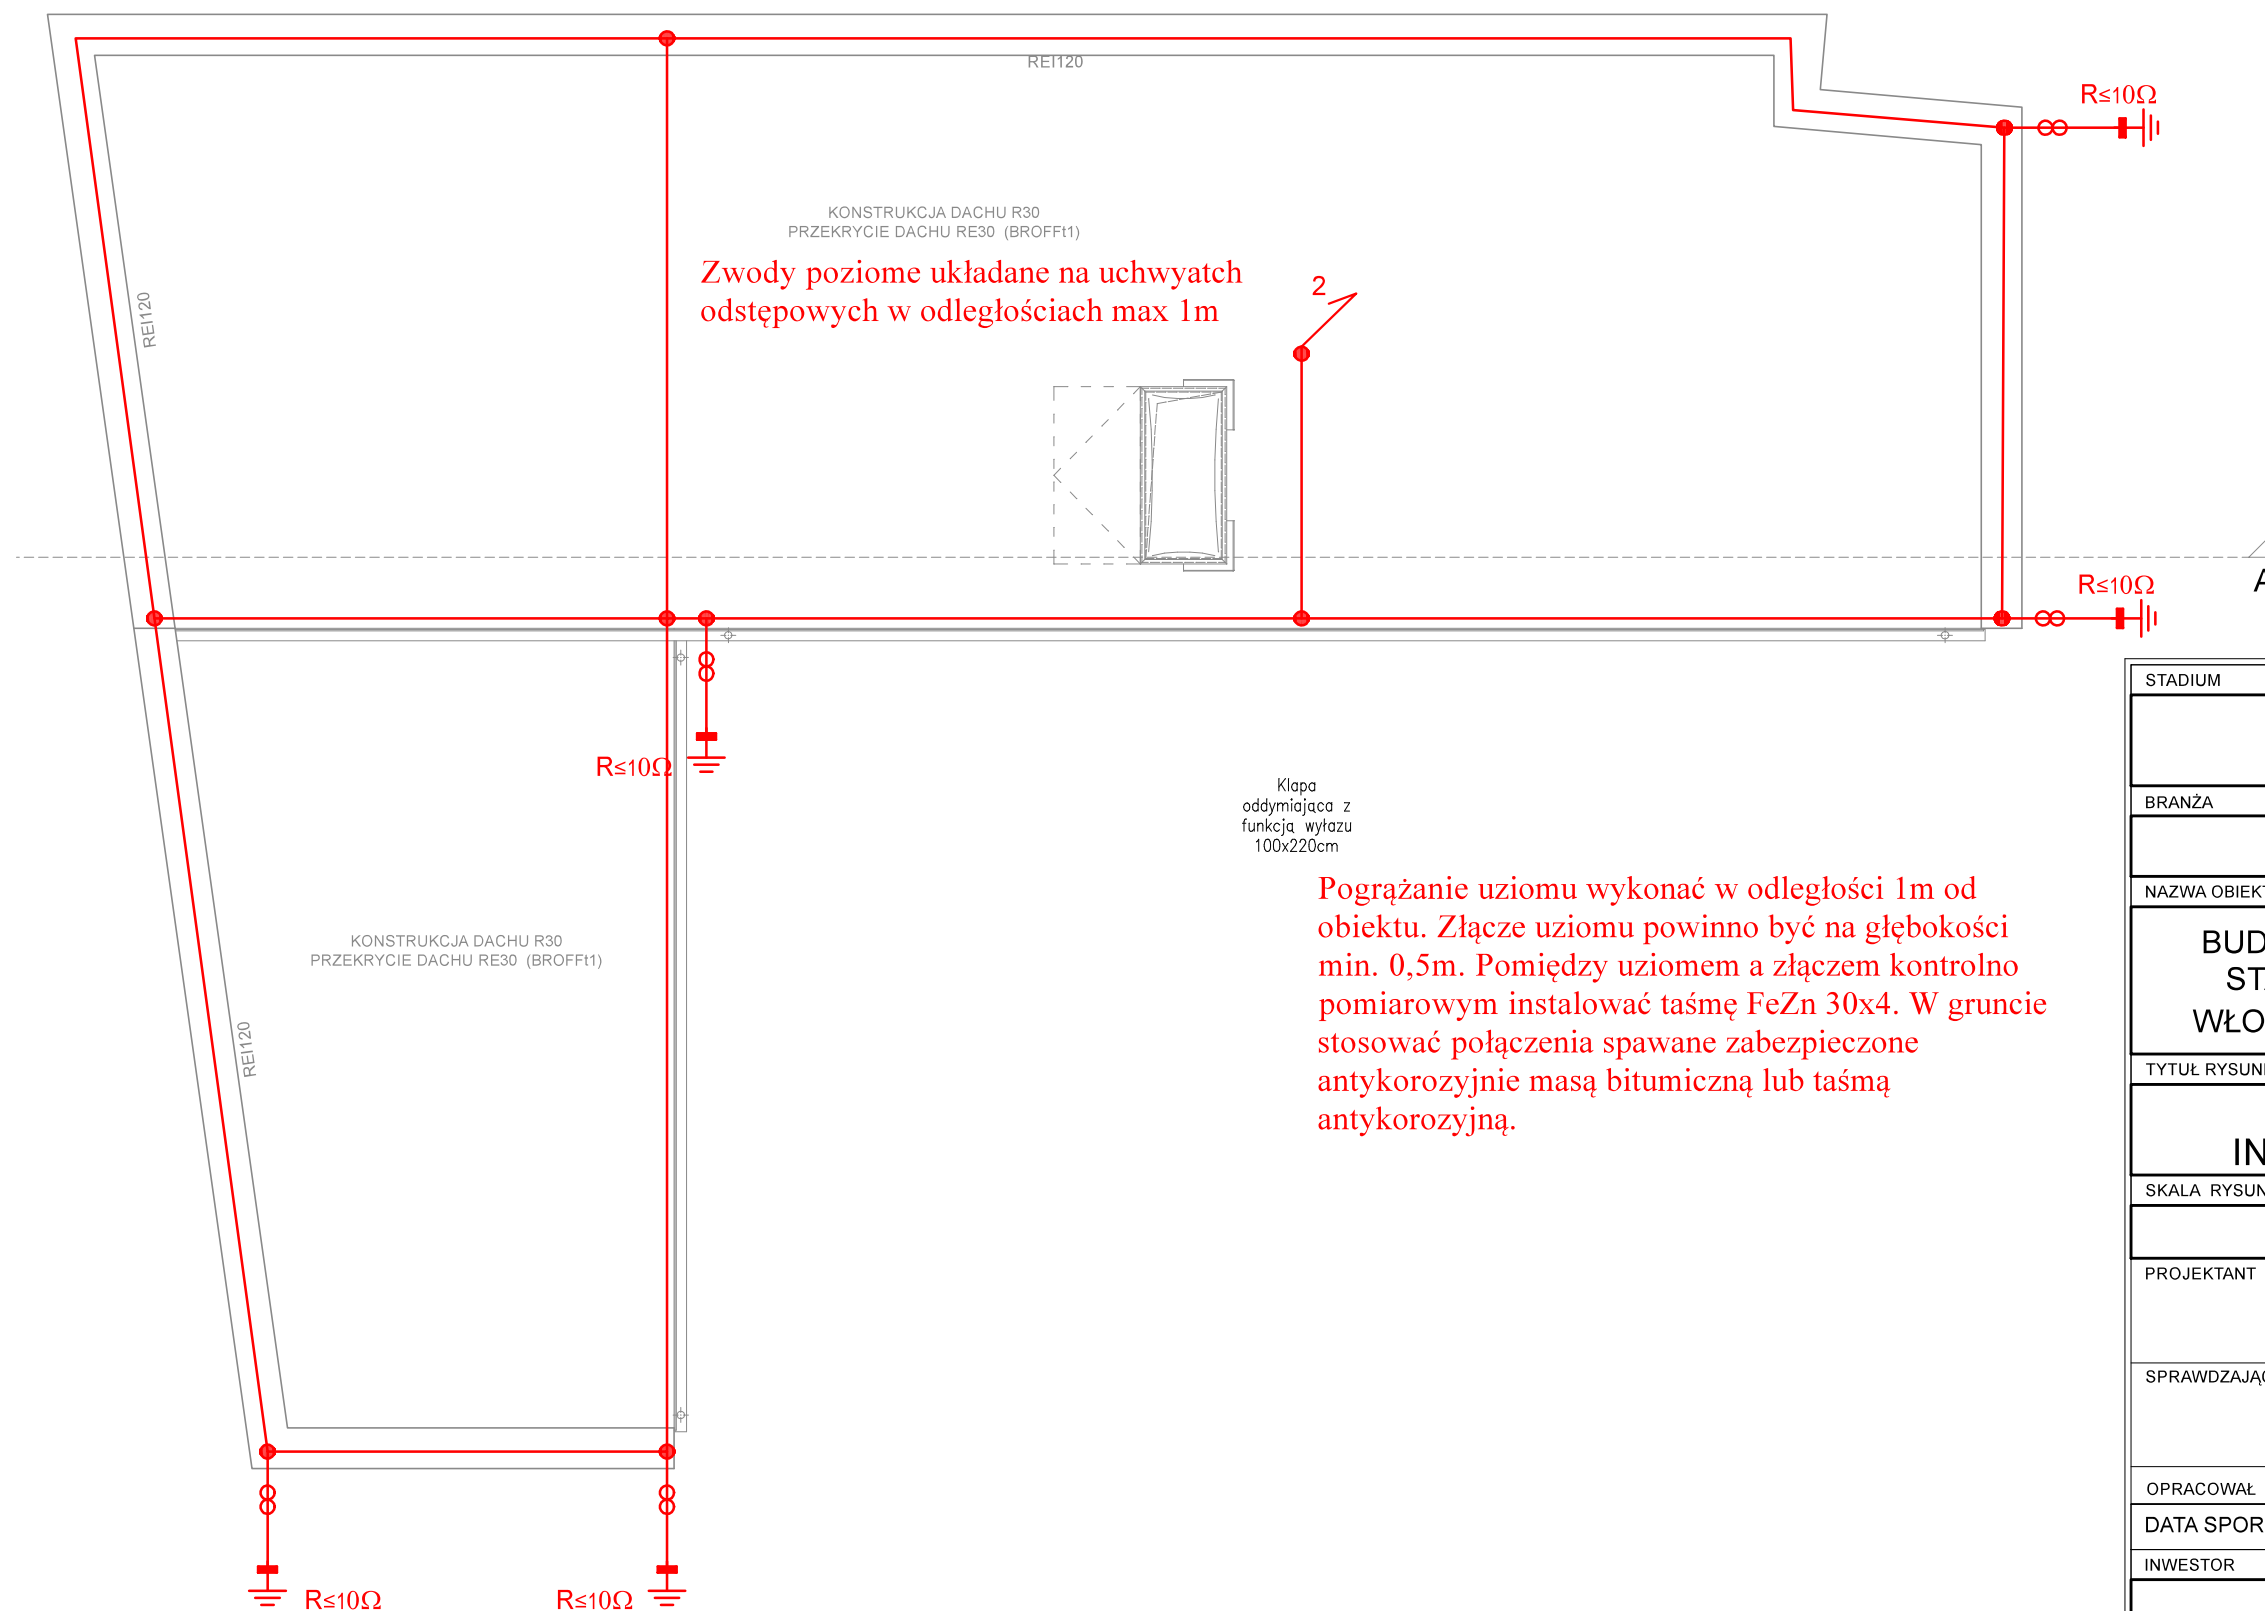 REI120
R≤10Ω
KONSTRUKCJA DACHU R30
PRZEKRYCIE DACHU RE30 (BROFFt1)
Zwody poziome układane na uchwyatch
odstępowych w odległościach max 1m
2
REI120
R≤10Ω
A
R≤10Ω
Klapa
oddymiająca z
funkcją wyłazu
100x220cm
Pogrążanie uziomu wykonać w odległości 1m od
obiektu. Złącze uziomu powinno być na głębokości
min. 0,5m. Pomiędzy uziomem a złączem kontrolno
pomiarowym instalować taśmę FeZn 30x4. W gruncie
stosować połączenia spawane zabezpieczone
antykorozyjnie masą bitumiczną lub taśmą
antykorozyjną.
KONSTRUKCJA DACHU R30
PRZEKRYCIE DACHU RE30 (BROFFt1)
REI120
R≤10Ω
R≤10Ω
STADIUM
BRANŻA
NAZWA OBIEKT
BUD
STA
WŁO
TYTUŁ RYSUN
IN
SKALA RYSUN
PROJEKTANT
SPRAWDZAJĄC
OPRACOWAŁ
DATA SPOR
INWESTOR